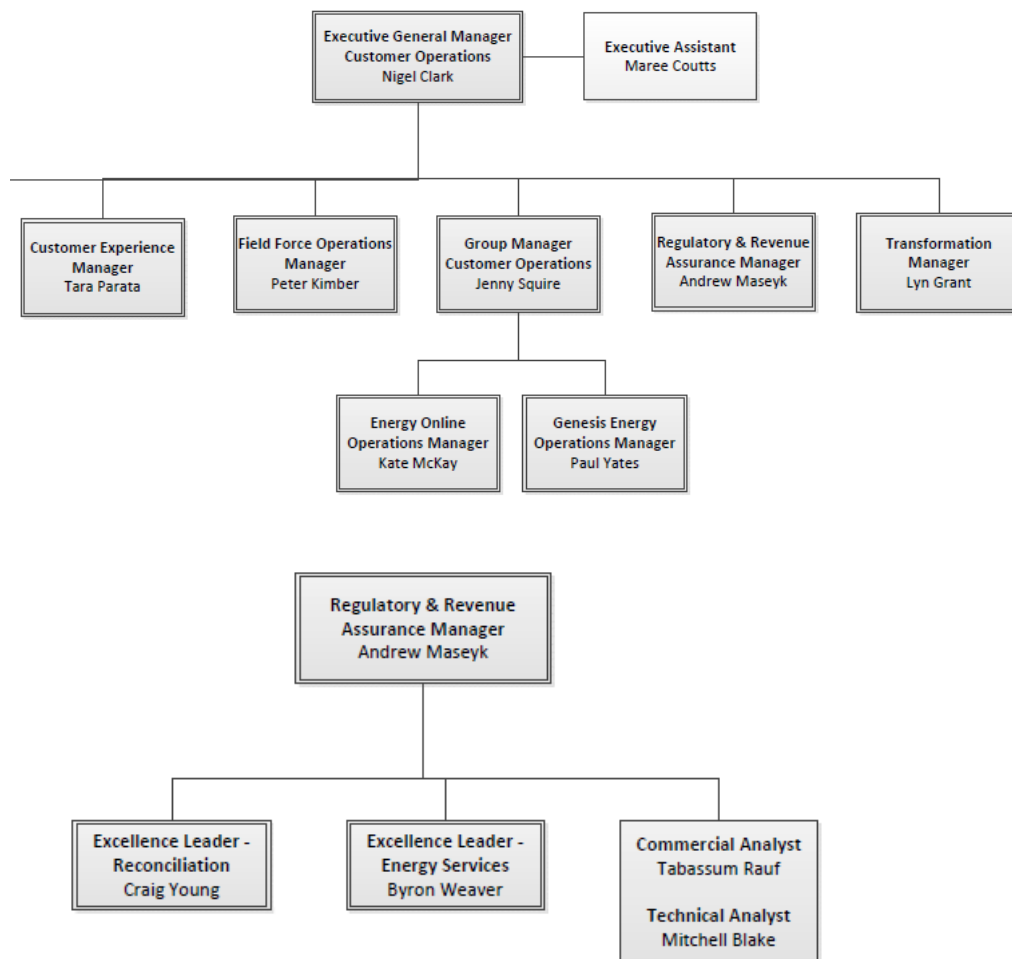 Executive General Manager
Customer Operations
Nigel Clark
Executive Assistant
Maree Coutts
Customer Experience
Manager
Tara Parata
Field Force Operations
Manager
Peter Kimber
Group Manager
Customer Operations
Jenny Squire
Regulatory & Revenue
Assurance Manager
Andrew Maseyk
Transformation
Manager
Lyn Grant
Energy Online
Operations Manager
Kate McKay
Genesis Energy
Operations Manager
Paul Yates
Regulatory & Revenue
Assurance Manager
Andrew Maseyk
Excellence Leader -
Reconciliation
Craig Young
Excellence Leader -
Energy Services
Byron Weaver
Commercial Analyst
Tabassum Rauf
Technical Analyst
Mitchell Blake